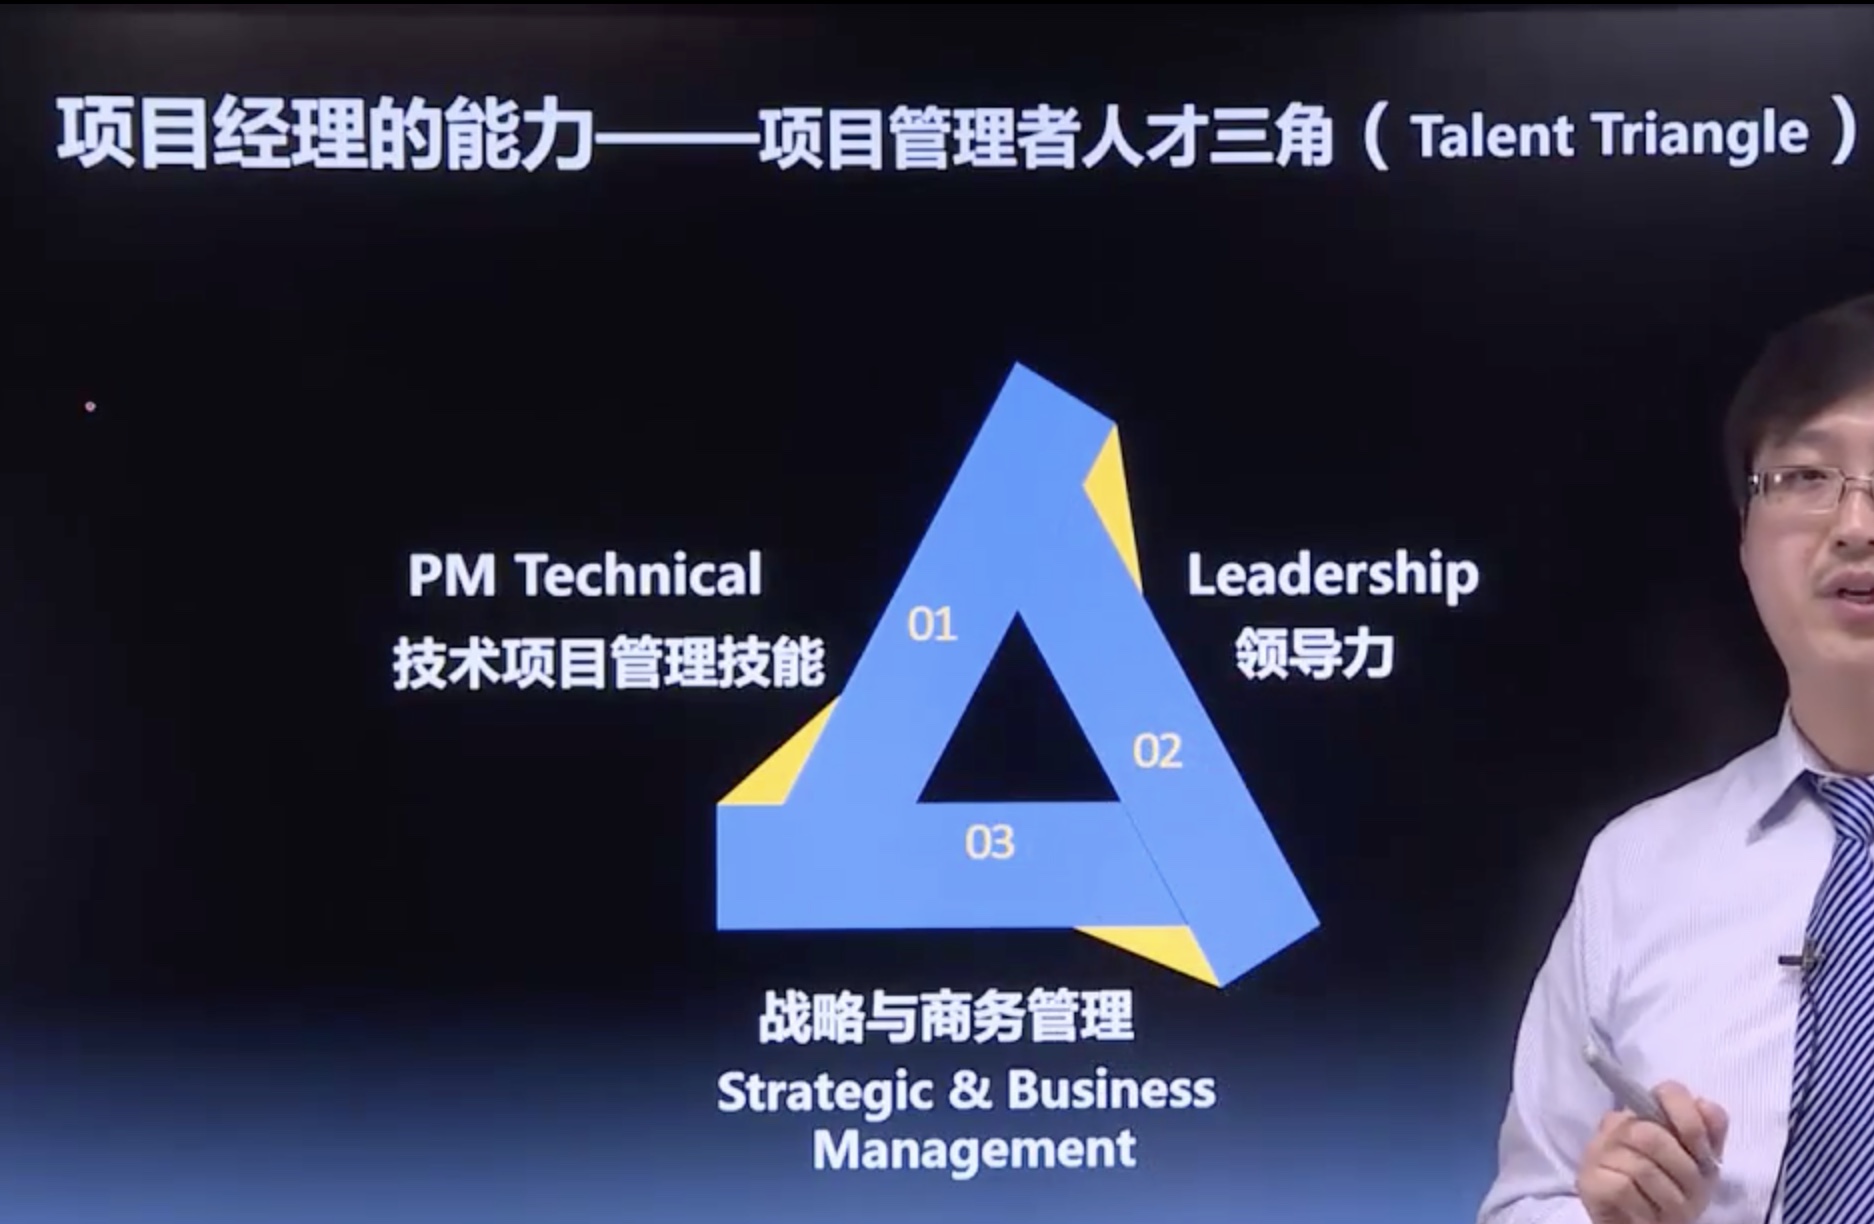 项目经理的能力——项目管理者人才三角（Talent Triangle）
PM Technical
技术项目管理技能
Leadership
领导力
01
02
03
战略与商务管理
Strategic & Business
Management